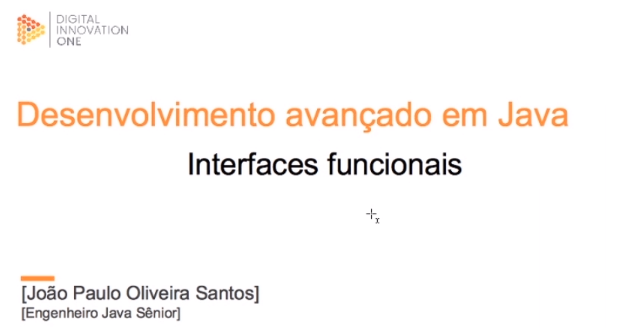 DIGITAL
INNOVATION
ONE
Desenvolvimento avançado em Java
Interfaces funcionais
[João Paulo Oliveira Santos]
[Engenheiro Java Sênior]